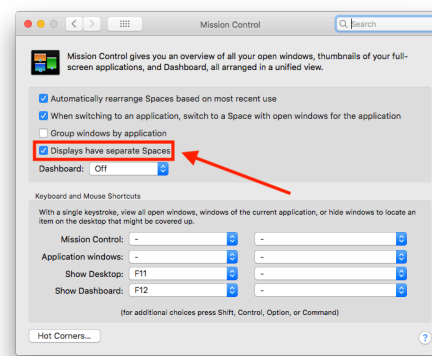 Mission Control
Search
Mission Control gives you an overview of all your open windows, thumbnails of your full-
screen applications, and Dashboard, all arranged in a unified view.
Automatically rearrange Spaces based on most recent use
When switching to an application, switch to a Space with open windows for the application
Group windows by application
Displays have separate Spaces
Dashboard: Off
Keyboard and Mouse Shortcuts
With a single keystroke, view all open windows, windows of the current application, or hide windows to locate an
item on the desktop that might be covered up.
Mission Control: - -
Application windows: - -
Show Desktop: F11 -
Show Dashboard: F12 -
(for additional choices press Shift, Control, Option, or Command)
Hot Corners... ?